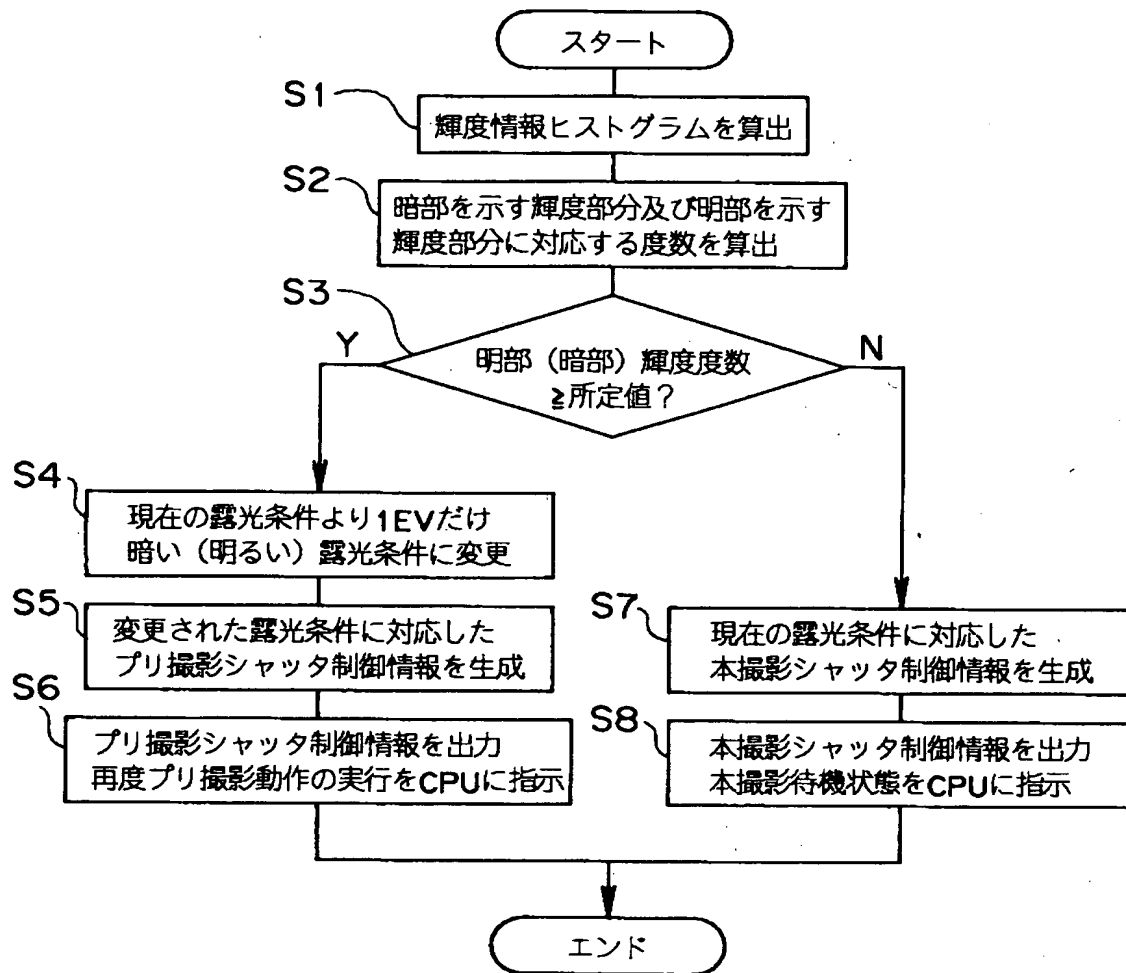 スタート
S1
輝度情報ヒストグラムを算出
S2
暗部を示す輝度部分及び明部を示す
輝度部分に対応する度数を算出
S3
明部(暗部)輝度度数
≧所定値?
Y
N
S4
現在の露光条件より1EVだけ
暗い(明るい)露光条件に変更
S5
変更された露光条件に対応した
プリ撮影シャッタ制御情報を生成
S6
プリ撮影シャッタ制御情報を出力
再度プリ撮影動作の実行をCPUに指示
S7
現在の露光条件に対応した
本撮影シャッタ制御情報を生成
S8
本撮影シャッタ制御情報を出力
本撮影待機状態をCPUに指示
エンド